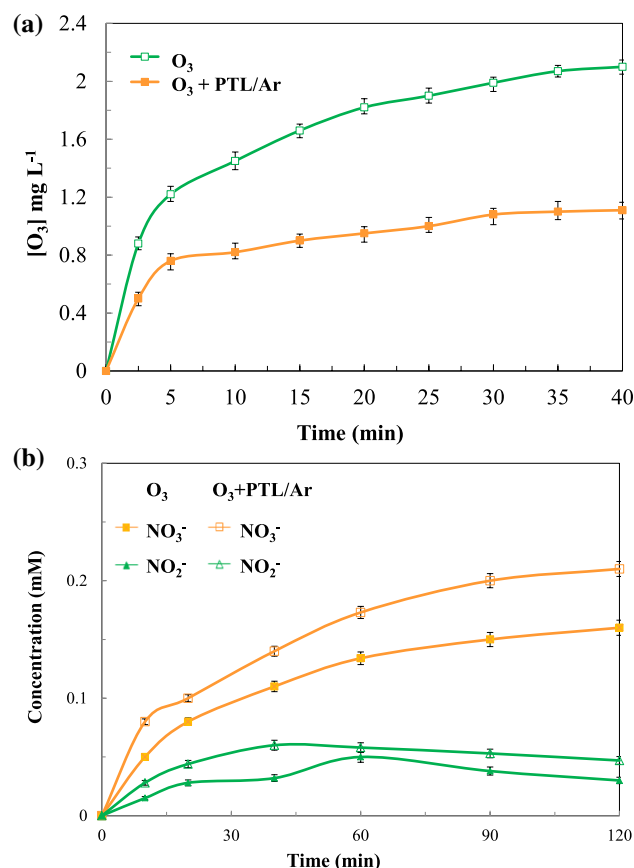 (a)
2.4
2
1.6
1.2
0.8
0.4
0
[O₃] mg L⁻¹
O₃
O₃ + PTL/Ar
0 5 10 15 20 25 30 35 40
Time (min)
(b)
0.3
0.2
0.1
0
Concentration (mM)
O₃ O₃+PTL/Ar
NO₃⁻ NO₃⁻
NO₂⁻ NO₂⁻
0 30 60 90 120
Time (min)